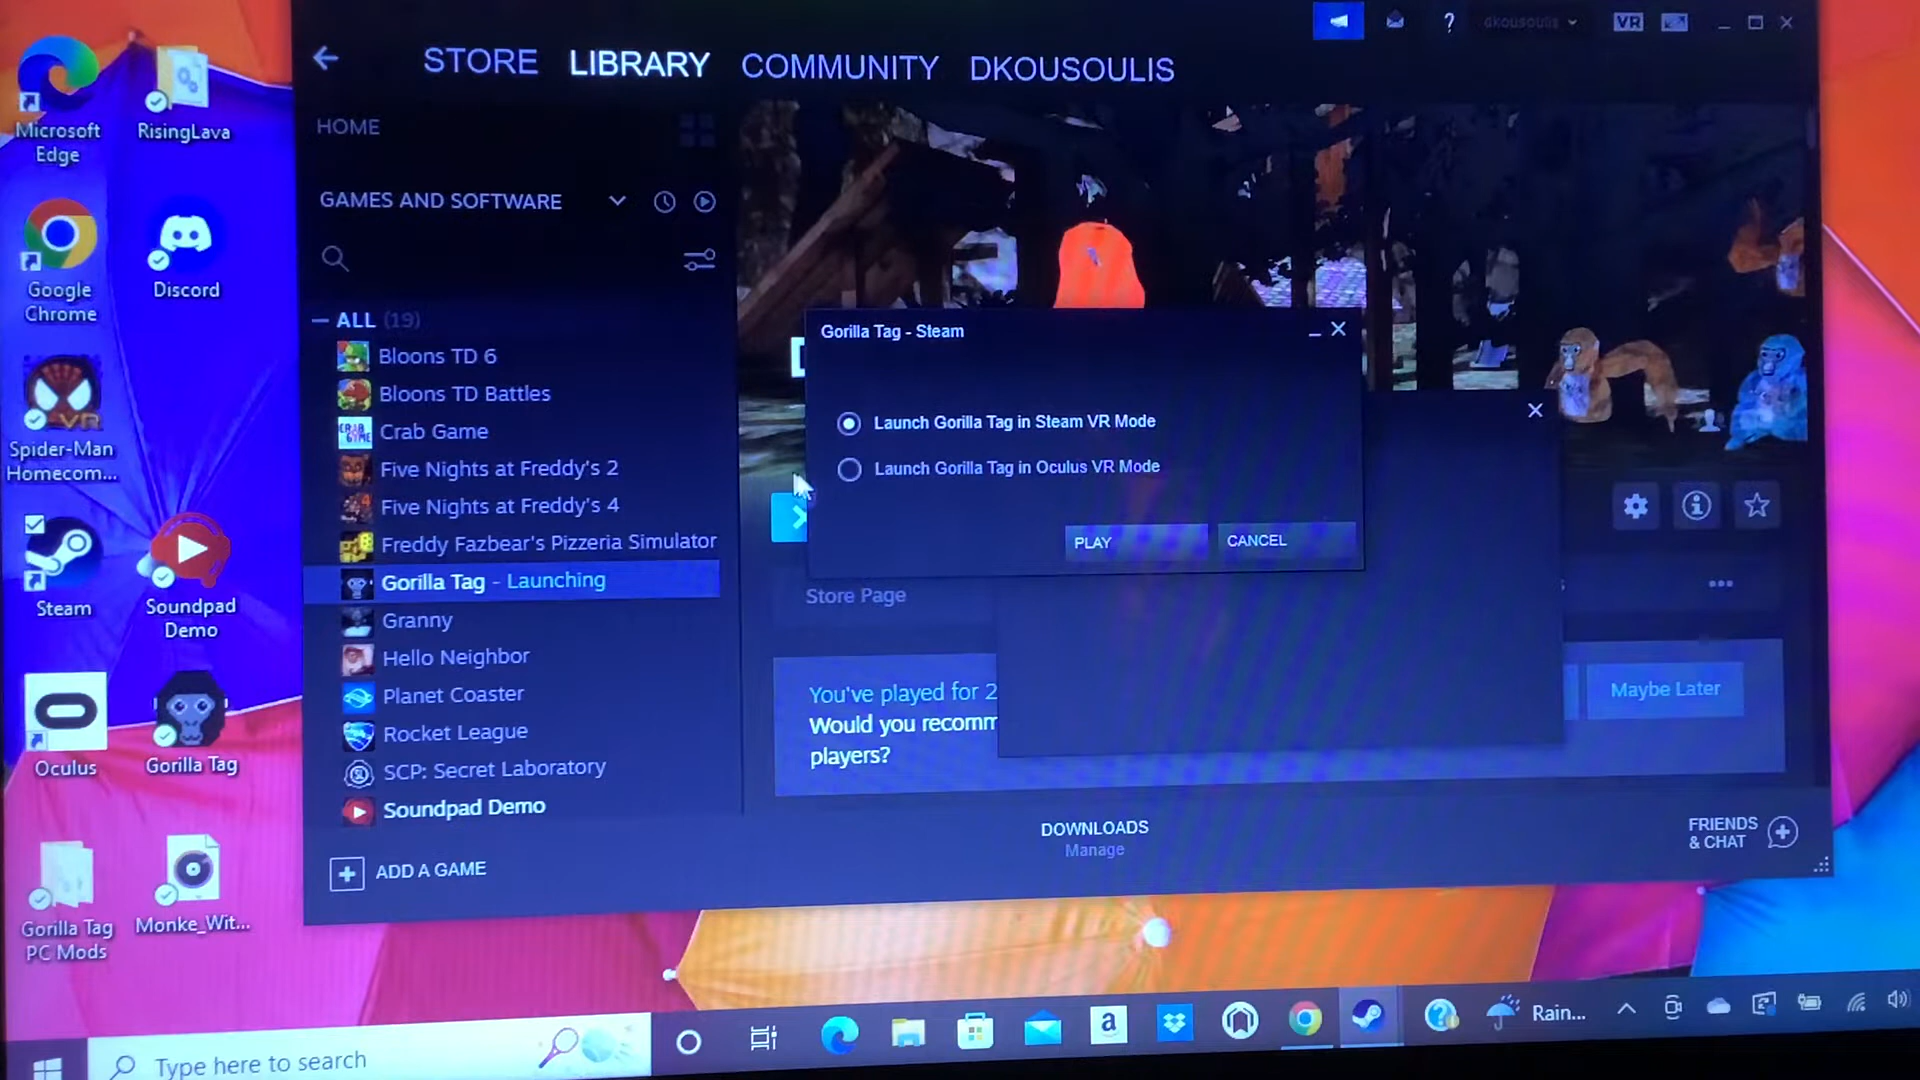 Microsoft
Edge
RisingLava
Google
Chrome
Discord
VR
Spider-Man
Homecom...
Steam
Soundpad
Demo
Oculus
Gorilla Tag
Gorilla Tag
PC Mods
Monke_Wit...
?
dkousoulis
VR
STORE
LIBRARY
COMMUNITY
DKOUSOULIS
HOME
GAMES AND SOFTWARE
ALL (19)
Bloons TD 6
Bloons TD Battles
CRAB
GAME
Crab Game
Five Nights at Freddy's 2
Five Nights at Freddy's 4
Freddy Fazbear's Pizzeria Simulator
Gorilla Tag - Launching
Granny
Hello Neighbor
Planet Coaster
Rocket League
SCP: Secret Laboratory
Soundpad Demo
ADD A GAME
Gorilla Tag - Steam
Launch Gorilla Tag in Steam VR Mode
Launch Gorilla Tag in Oculus VR Mode
PLAY
CANCEL
Store Page
You've played for 2
Would you recomm
players?
Maybe Later
DOWNLOADS
Manage
FRIENDS
& CHAT
Type here to search
a
?
Rain...